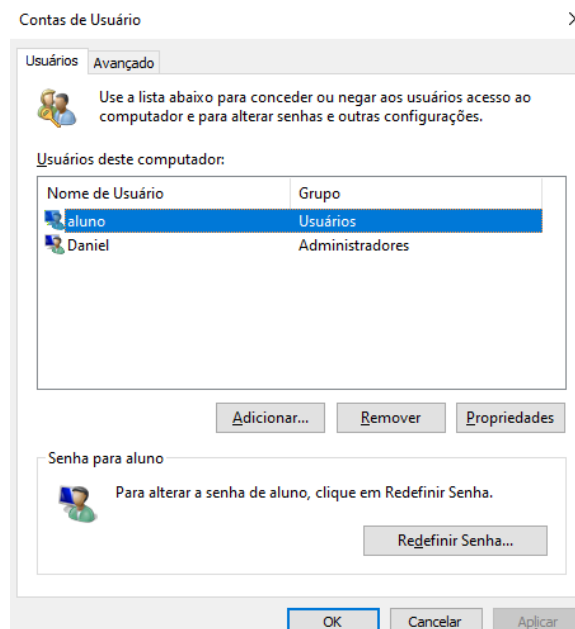 Contas de Usuário
Usuários
Avançado
Use a lista abaixo para conceder ou negar aos usuários acesso ao
computador e para alterar senhas e outras configurações.
Usuários deste computador:
Nome de Usuário Grupo
aluno Usuários
Daniel Administradores
Adicionar... Remover Propriedades
Senha para aluno
Para alterar a senha de aluno, clique em Redefinir Senha.
Redefinir Senha...
OK Cancelar Aplicar